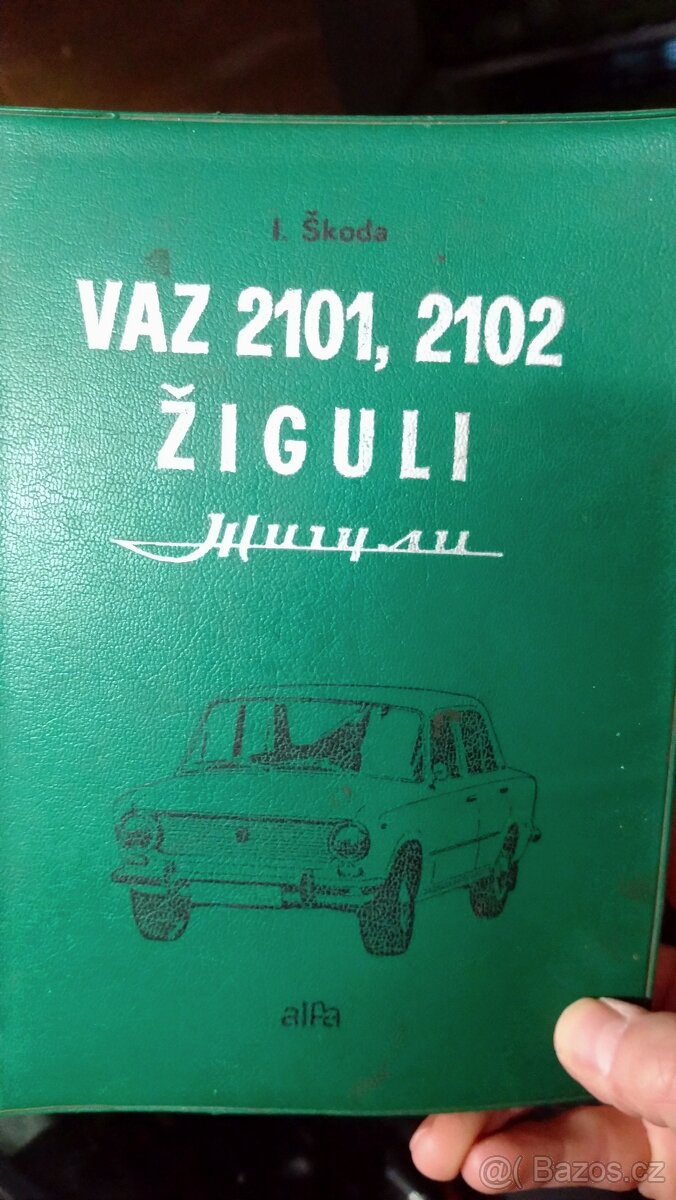 I. Škoda
VAZ 2101, 2102
ŽIGULI
Жигули
alfa
@( Bazos.cz